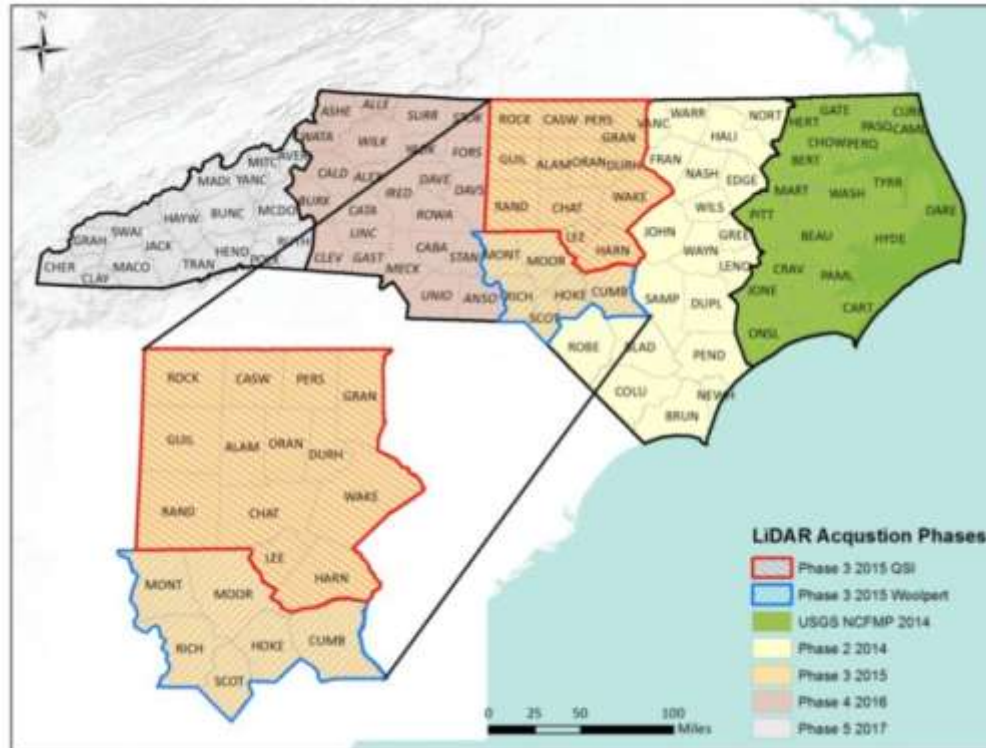 N
ASHE ALLE SURR STOK
ROCK CASW PERS GRAN
VANC WARR NORT
HALI
GATE
HERT PASQ CAMD
WATA WILK FORS
AVER MITC
MADI YANC
CALD ALEX IRED DAVE DAVS
GUIL ALAM ORAN DURH
FRAN NASH EDGE
BERT CHOW PERQ
MART WASH TYRR
DARE
BURK CATA ROWA
RAND CHAT WAKE
WILS
PITT
SWAI HAYW BUNC MCDO
GRAH JACK HEND RUTH
LINC CABA STAN
LEE HARN
JOHN WAYN GREE
BEAU HYDE
CHER CLAY MACO TRAN POLK
CLEV GAST MECK
MONT MOOR
LENO
CRAV PAML
UNIO ANSO
RICH HOKE CUMB
SCOT
SAMP DUPL
JONE CART
ONSL
ROBE BLAD PEND
COLU NEWH
BRUN
ROCK CASW PERS GRAN
GUIL ALAM ORAN DURH
RAND CHAT WAKE
LEE
MONT MOOR HARN
RICH HOKE CUMB
SCOT
LiDAR Acqustion Phases
Phase 3 2015 QSI
Phase 3 2015 Woolpert
USGS NCFMP 2014
Phase 2 2014
Phase 3 2015
Phase 4 2016
Phase 5 2017
0 25 50 100
Miles